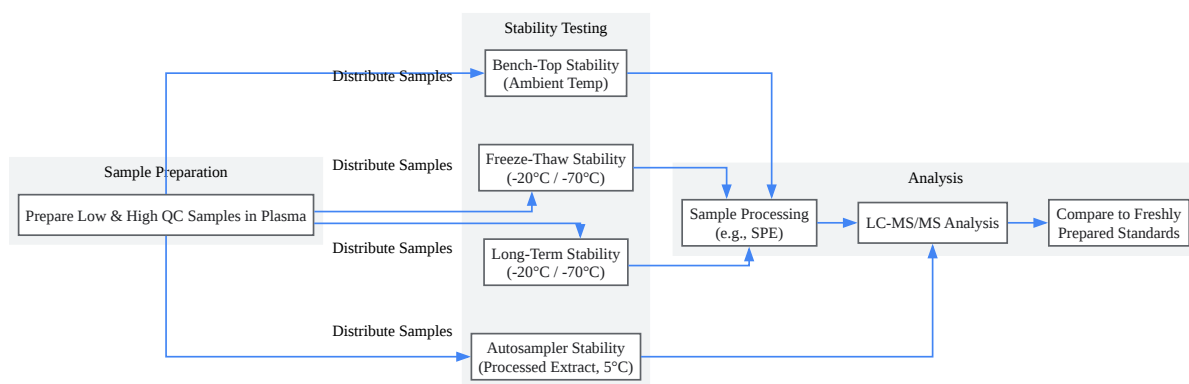 Stability Testing
Distribute Samples
Bench-Top Stability
(Ambient Temp)
Sample Preparation
Distribute Samples
Freeze-Thaw Stability
(-20°C / -70°C)
Analysis
Prepare Low & High QC Samples in Plasma
Sample Processing
(e.g., SPE)
LC-MS/MS Analysis
Compare to Freshly
Prepared Standards
Distribute Samples
Long-Term Stability
(-20°C / -70°C)
Distribute Samples
Autosampler Stability
(Processed Extract, 5°C)